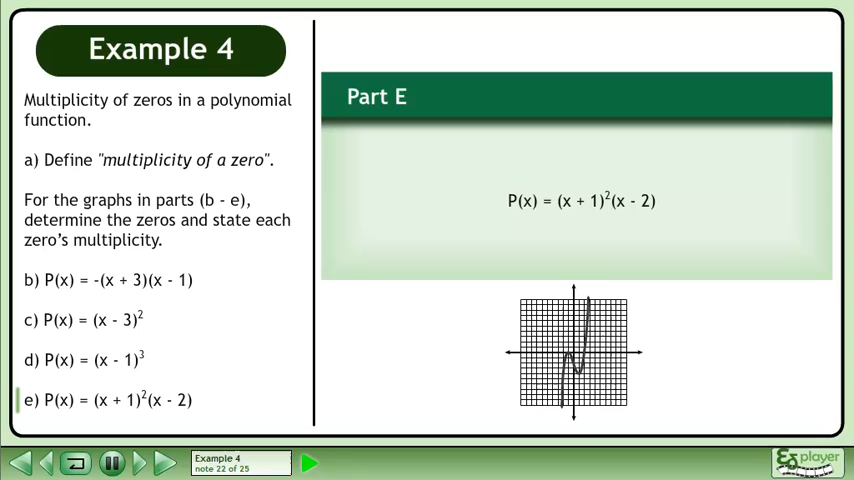 Example 4
Multiplicity of zeros in a polynomial
function.
a) Define "multiplicity of a zero".
For the graphs in parts (b - e),
determine the zeros and state each
zero’s multiplicity.
b) P(x) = -(x + 3)(x - 1)
c) P(x) = (x - 3)²
d) P(x) = (x - 1)³
e) P(x) = (x + 1)²(x - 2)
Part E
P(x) = (x + 1)²(x - 2)
Example 4
note 22 of 25
player